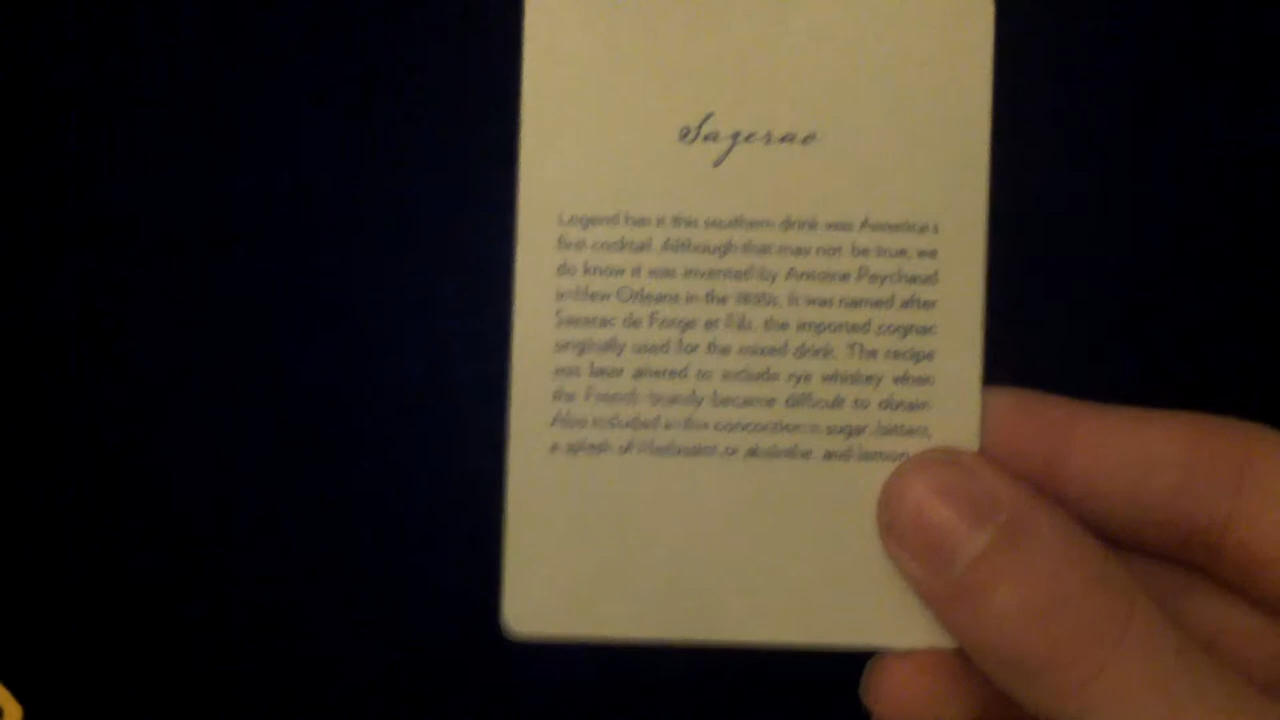 Sazerac
Legend has it this southern drink was America's
first cocktail. Although that may not be true, we
do know it was invented by Antoine Peychaud
in New Orleans in the 1830s. It was named after
Sazerac de Forge et Fils, the imported cognac
originally used for the mixed drink. The recipe
was later altered to include rye whiskey when
the French brandy became difficult to obtain.
Also included in this concoction is sugar, bitters,
a splash of Herbsaint or absinthe, and lemon